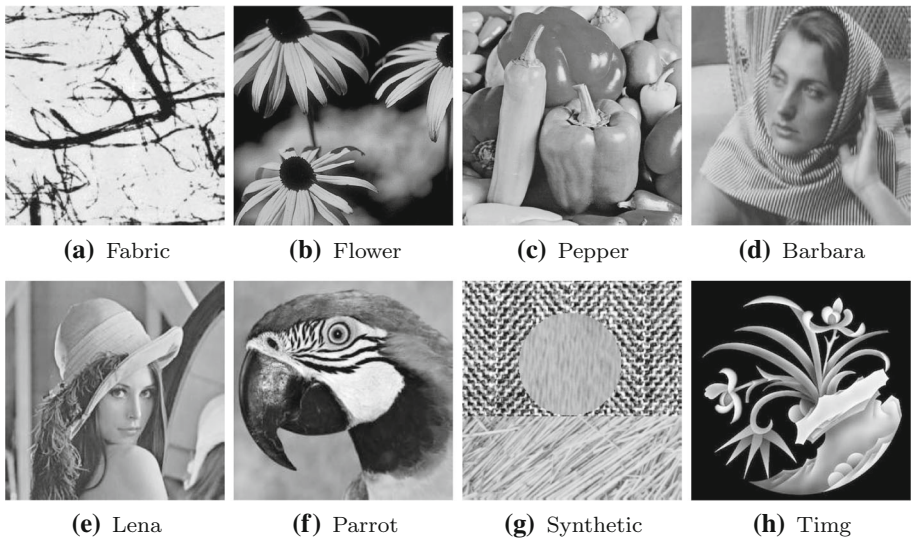 (a) Fabric (b) Flower (c) Pepper (d) Barbara
(e) Lena (f) Parrot (g) Synthetic (h) Timg